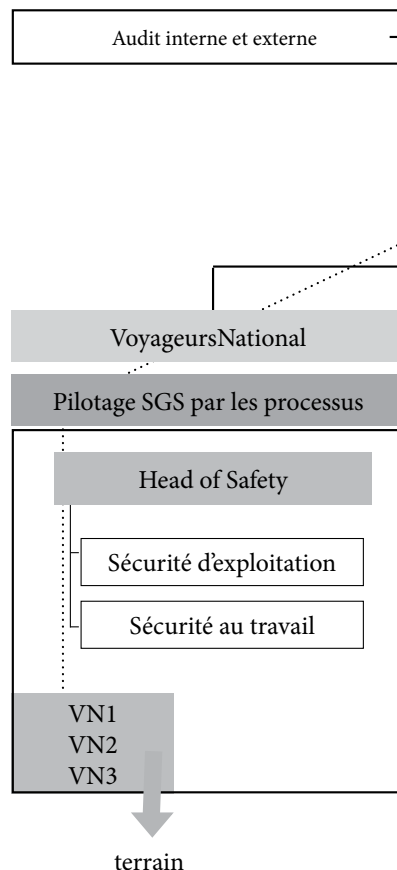 Audit interne et externe
VoyageursNational
Pilotage SGS par les processus
Head of Safety
Sécurité d'exploitation
Sécurité au travail
VN1
VN2
VN3
terrain